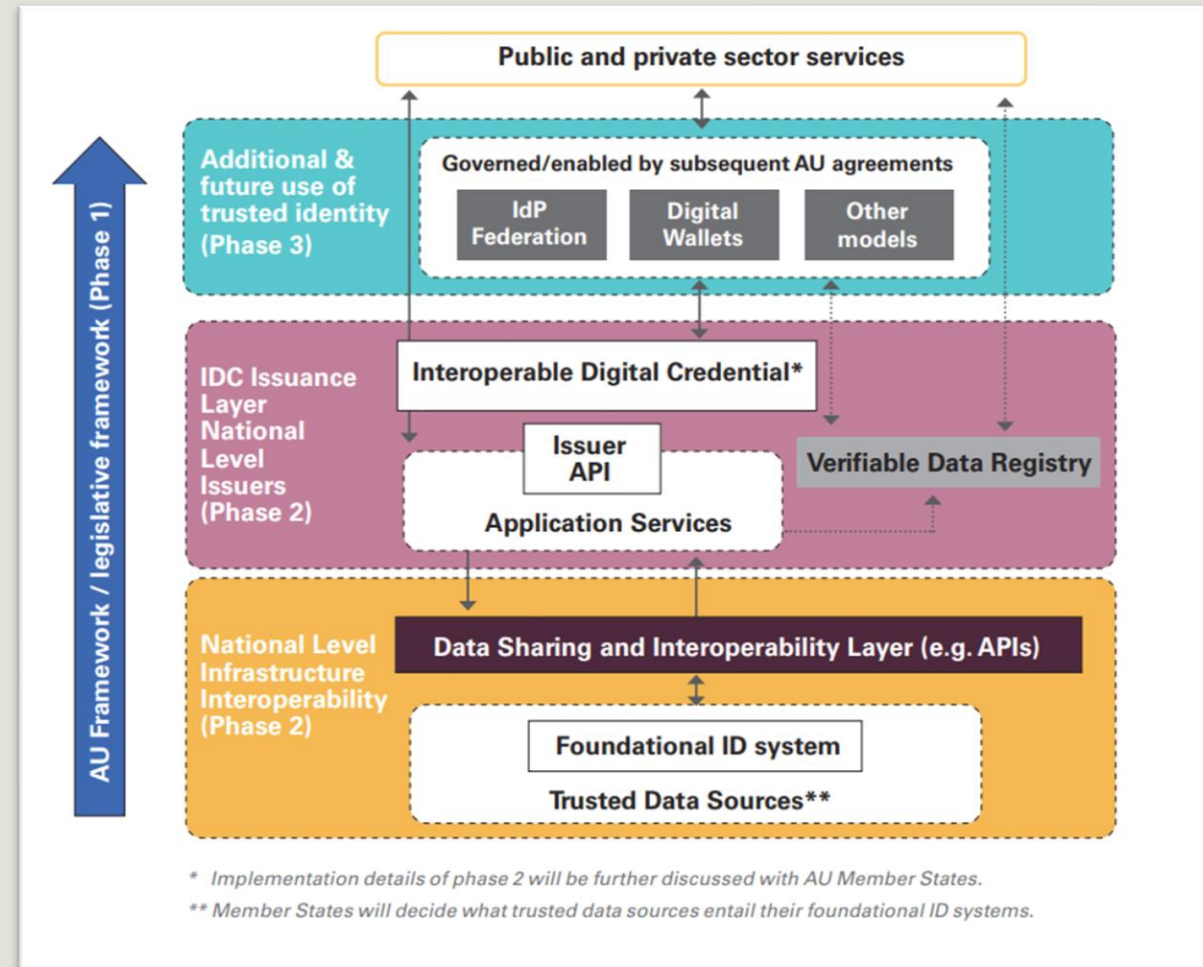 Public and private sector services
AU Framework / legislative framework (Phase 1)
Additional &
future use of
trusted identity
(Phase 3)
Governed/enabled by subsequent AU agreements
IdP
Federation
Digital
Wallets
Other
models
IDC Issuance
Layer
National
Level
Issuers
(Phase 2)
Interoperable Digital Credential*
Issuer
API
Application Services
Verifiable Data Registry
National Level
Infrastructure
Interoperability
(Phase 2)
Data Sharing and Interoperability Layer (e.g. APIs)
Foundational ID system
Trusted Data Sources**
* Implementation details of phase 2 will be further discussed with AU Member States.
** Member States will decide what trusted data sources entail their foundational ID systems.